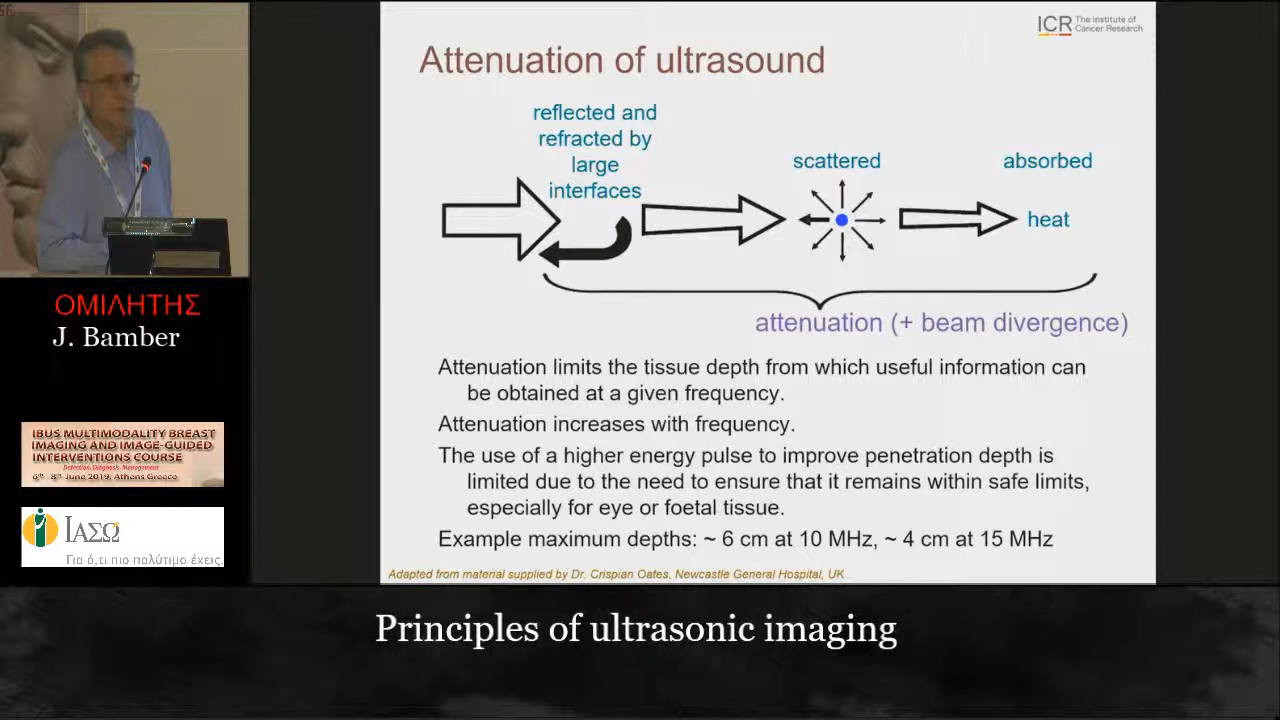 ICR The Institute of
Cancer Research
Attenuation of ultrasound
reflected and
refracted by
large
interfaces
scattered
absorbed
heat
attenuation (+ beam divergence)
Attenuation limits the tissue depth from which useful information can
be obtained at a given frequency.
Attenuation increases with frequency.
The use of a higher energy pulse to improve penetration depth is
limited due to the need to ensure that it remains within safe limits,
especially for eye or foetal tissue.
Example maximum depths: ~ 6 cm at 10 MHz, ~ 4 cm at 15 MHz
Adapted from material supplied by Dr. Crispian Oates, Newcastle General Hospital, UK
ΟΜΙΛΗΤΗΣ
J. Bamber
IBUS MULTIMODALITY BREAST
IMAGING AND IMAGE-GUIDED
INTERVENTIONS COURSE
Detection, Diagnosis, Management
6th - 8th June 2019, Athens Greece
ΙΑΣΩ
Για ό,τι πιο πολύτιμο έχεις.
Principles of ultrasonic imaging